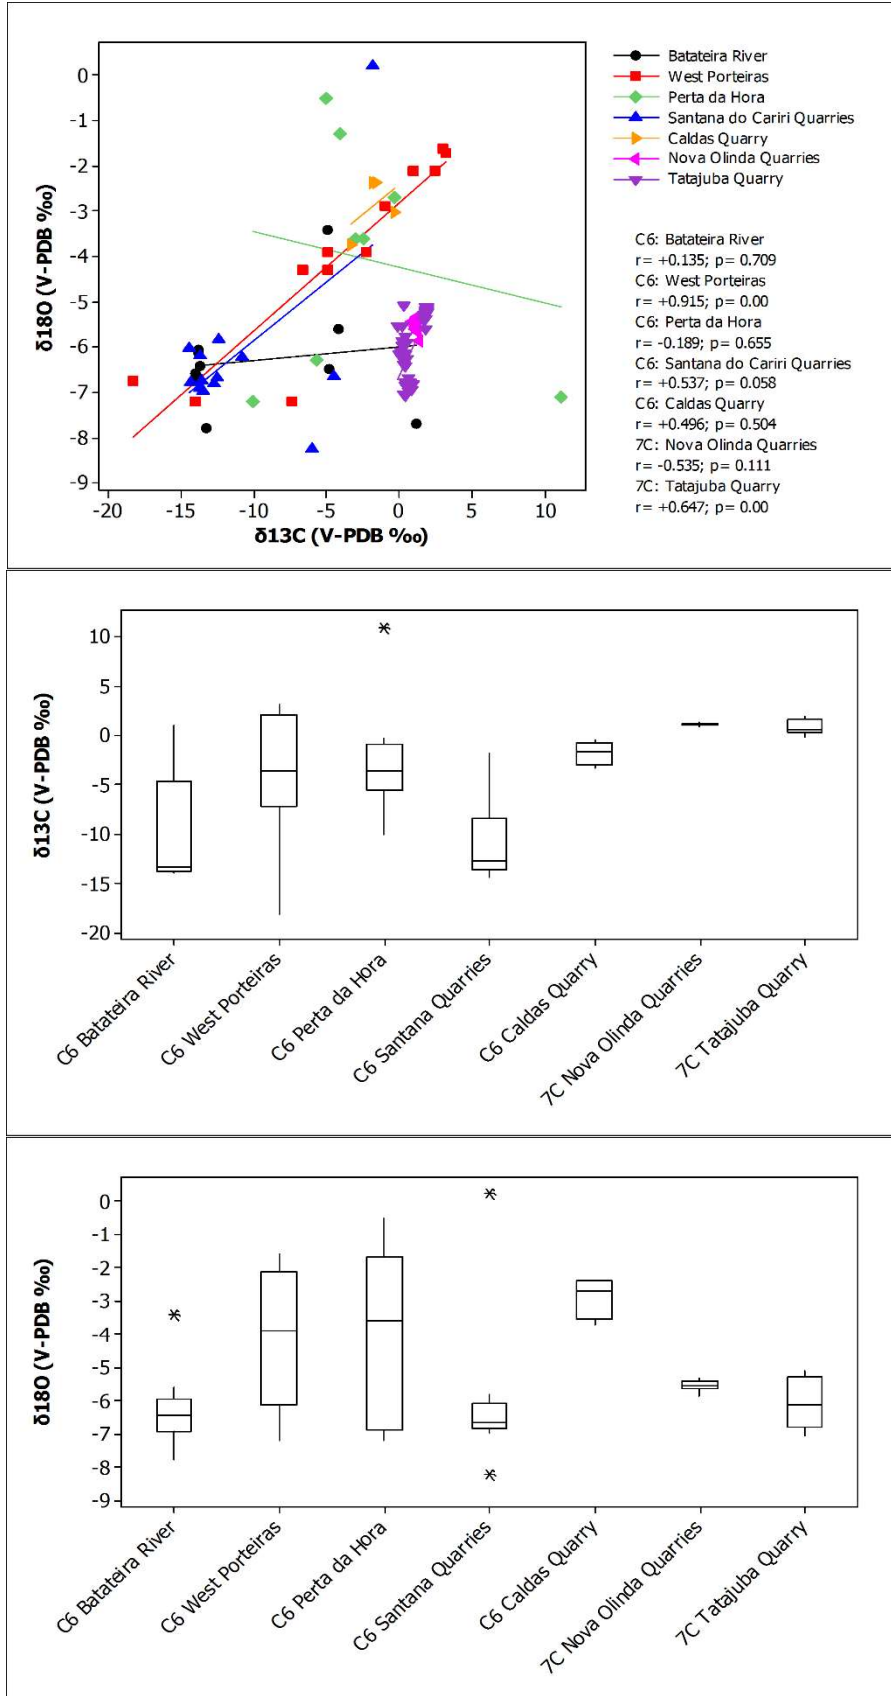 0
-1
-2
-3
-4
-5
-6
-7
-8
-9
δ18O (V-PDB ‰)
-20
-15
-10
-5
0
5
10
δ13C (V-PDB ‰)
Batateira River
West Porteiras
Perta da Hora
Santana do Cariri Quarries
Caldas Quarry
Nova Olinda Quarries
Tatajuba Quarry
C6: Batateira River
r= +0.135; p= 0.709
C6: West Porteiras
r= +0.915; p= 0.00
C6: Perta da Hora
r= -0.189; p= 0.655
C6: Santana do Cariri Quarries
r= +0.537; p= 0.058
C6: Caldas Quarry
r= +0.496; p= 0.504
7C: Nova Olinda Quarries
r= -0.535; p= 0.111
7C: Tatajuba Quarry
r= +0.647; p= 0.00
10
5
0
-5
-10
-15
-20
δ13C (V-PDB ‰)
C6 Batateira River
C6 West Porteiras
C6 Perta da Hora
C6 Santana Quarries
C6 Caldas Quarry
7C Nova Olinda Quarries
7C Tatajuba Quarry
0
-1
-2
-3
-4
-5
-6
-7
-8
-9
δ18O (V-PDB ‰)
C6 Batateira River
C6 West Porteiras
C6 Perta da Hora
C6 Santana Quarries
C6 Caldas Quarry
7C Nova Olinda Quarries
7C Tatajuba Quarry